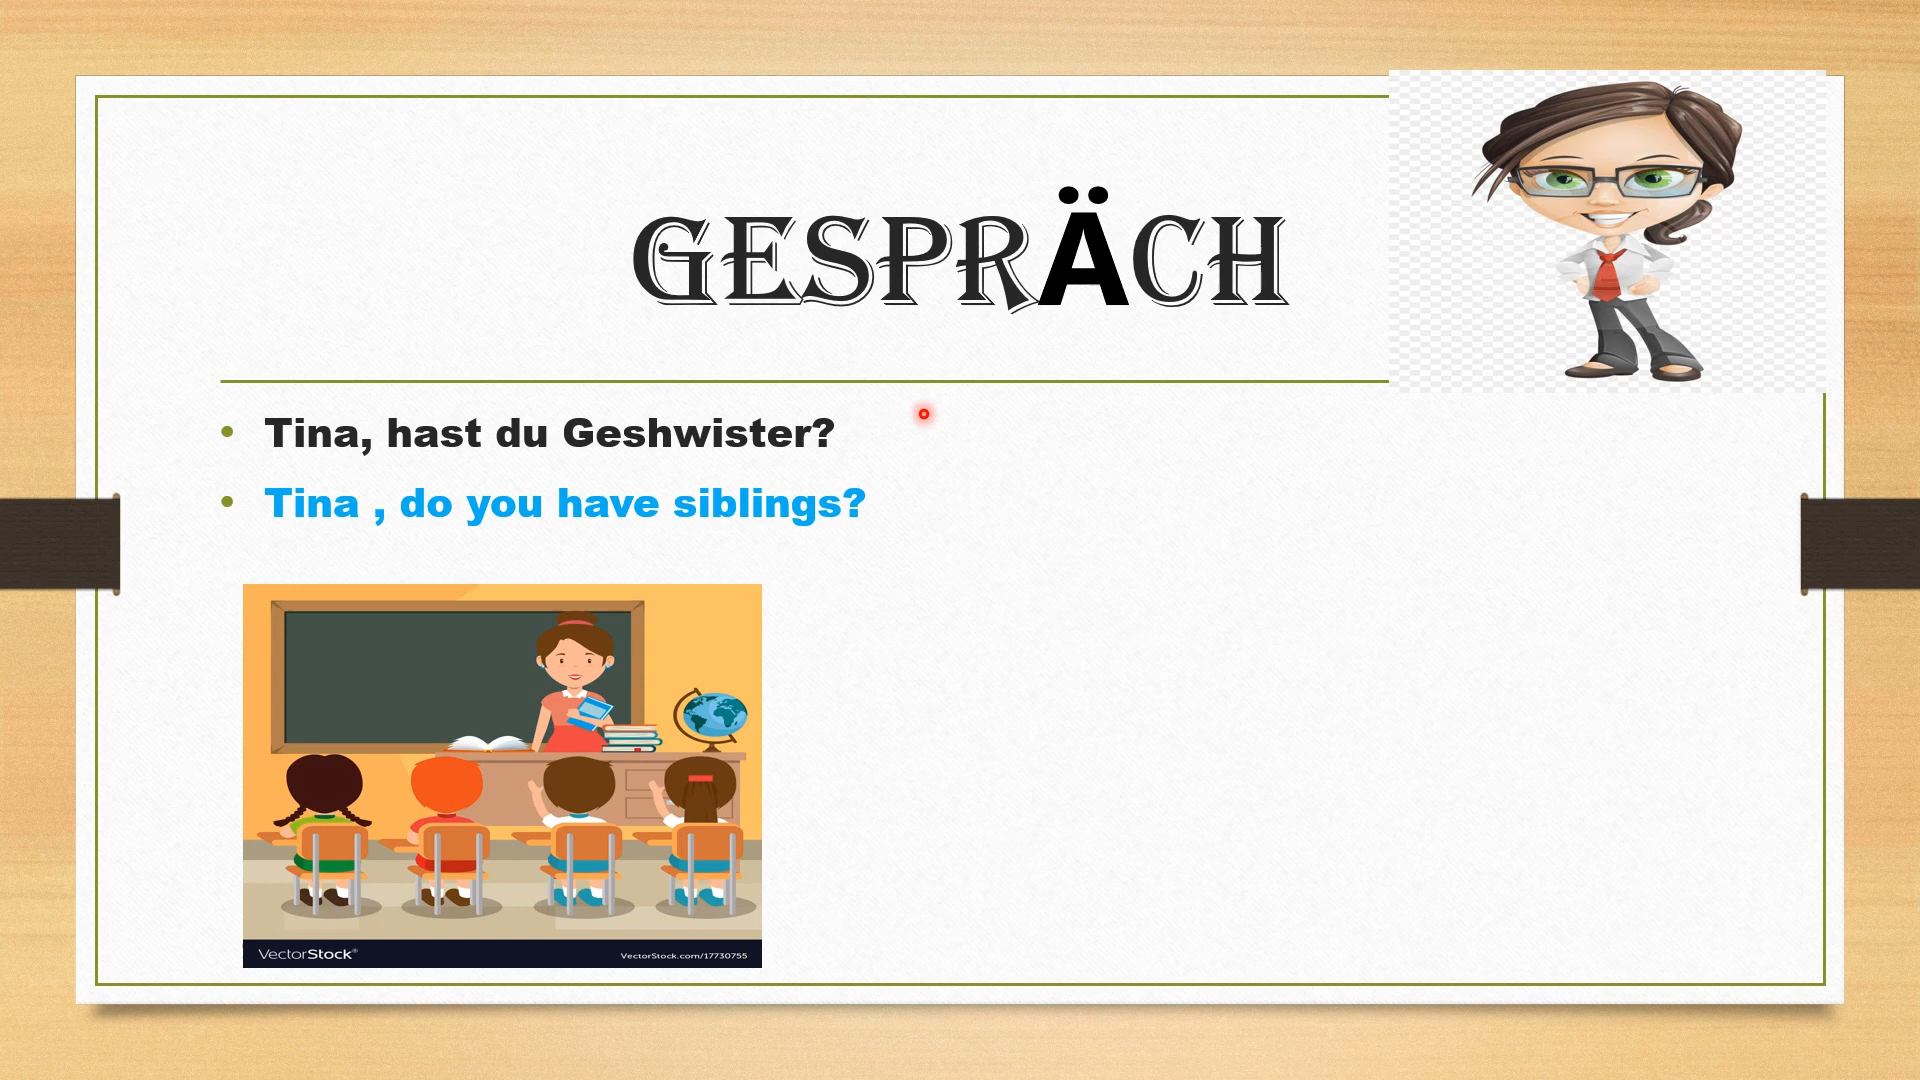 GESPRÄCH
Tina, hast du Geshwister?
Tina , do you have siblings?
VectorStock®
VectorStock.com/17730755